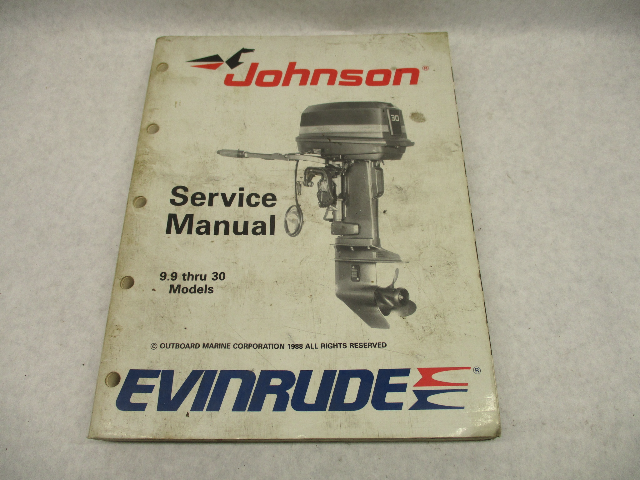 Johnson®
30
Service
Manual
9.9 thru 30
Models
© OUTBOARD MARINE CORPORATION 1988 ALL RIGHTS RESERVED
EVINRUDE®